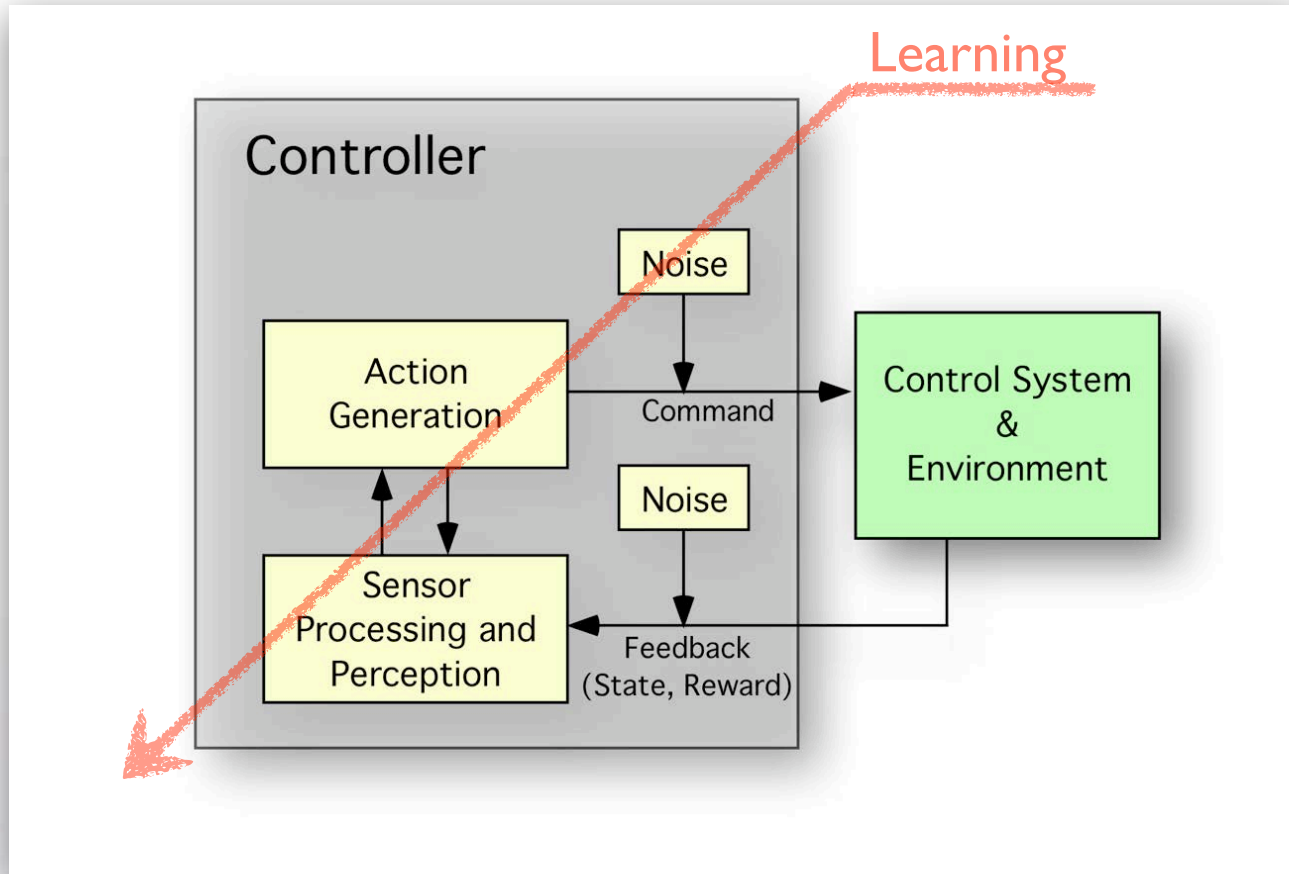 Learning
Controller
Noise
Action
Generation
Command
Control System
&
Environment
Noise
Sensor
Processing and
Perception
Feedback
(State, Reward)